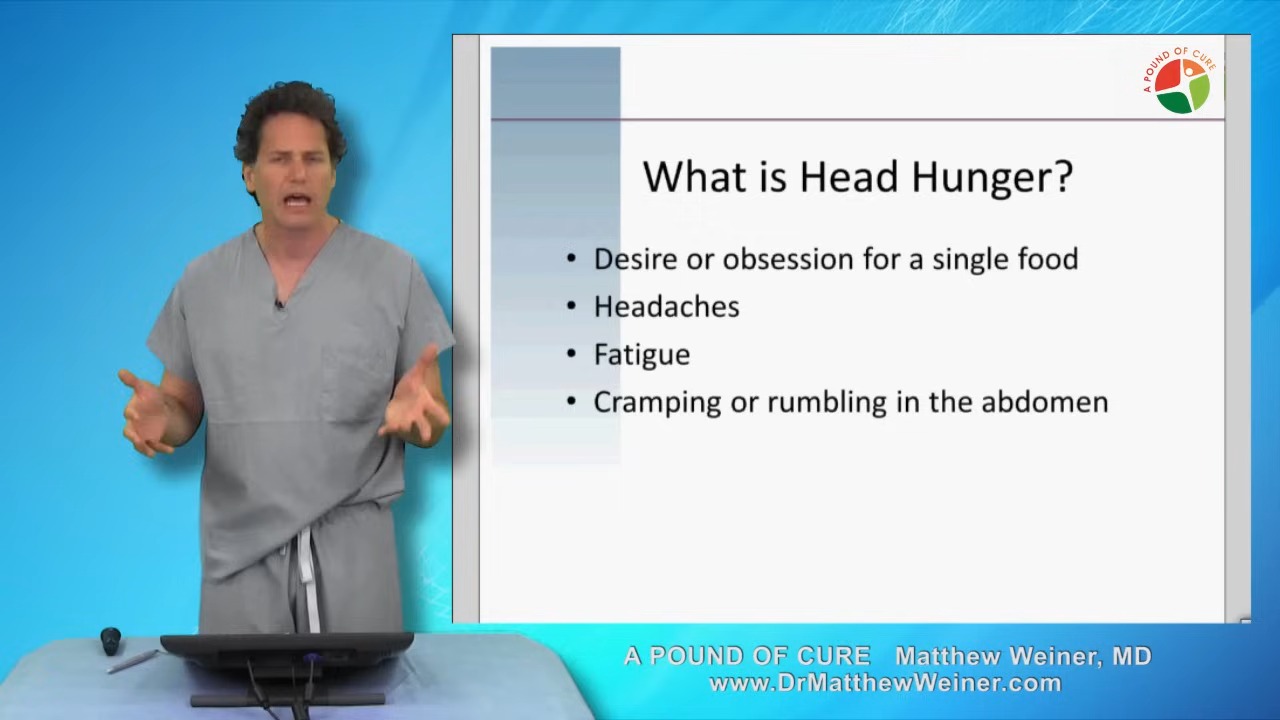 A POUND OF CURE
What is Head Hunger?
• Desire or obsession for a single food
• Headaches
• Fatigue
• Cramping or rumbling in the abdomen
A POUND OF CURE Matthew Weiner, MD
www.DrMatthewWeiner.com